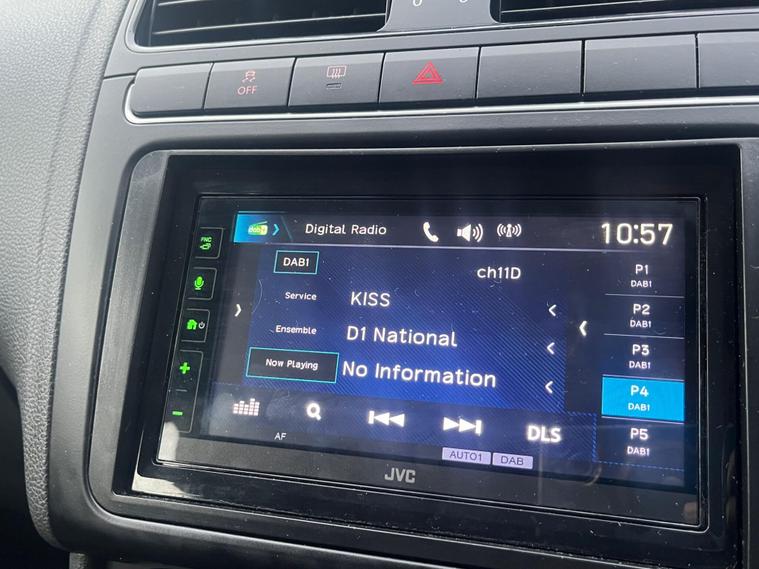 OFF
Digital Radio
10:57
FNC
DAB1
ch11D
P1
DAB1
Service
KISS
P2
DAB1
Ensemble
D1 National
P3
DAB1
Now Playing
No Information
P4
DAB1
DLS
P5
DAB1
AF
AUTO1
DAB
JVC